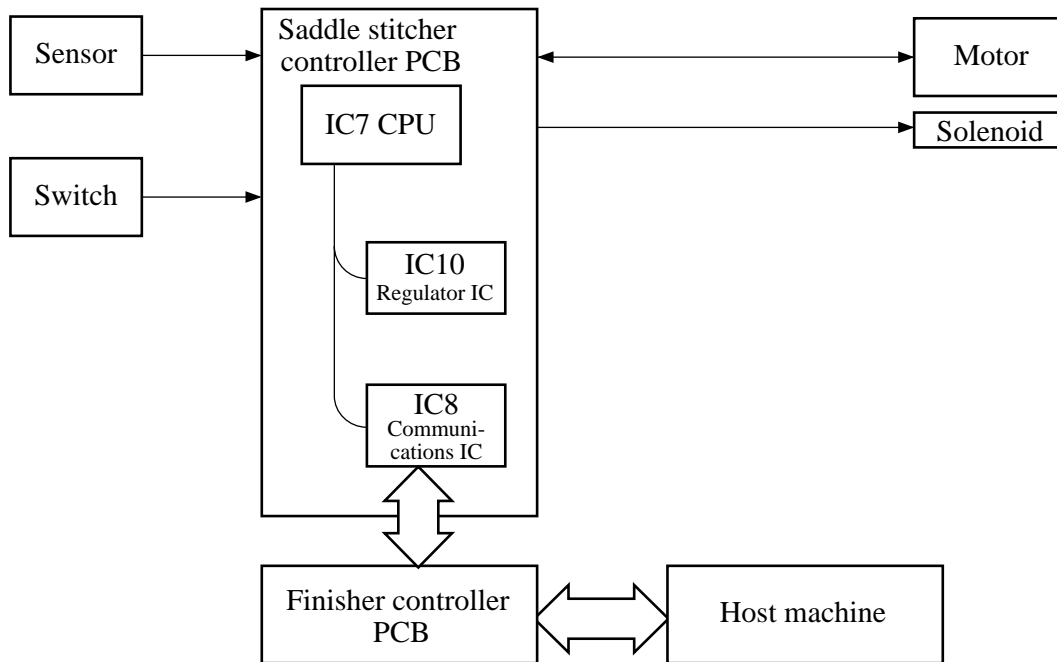 Sensor
Saddle stitcher
controller PCB
Motor
IC7 CPU
Solenoid
Switch
IC10
Regulator IC
IC8
Communi-
cations IC
Finisher controller
PCB
Host machine